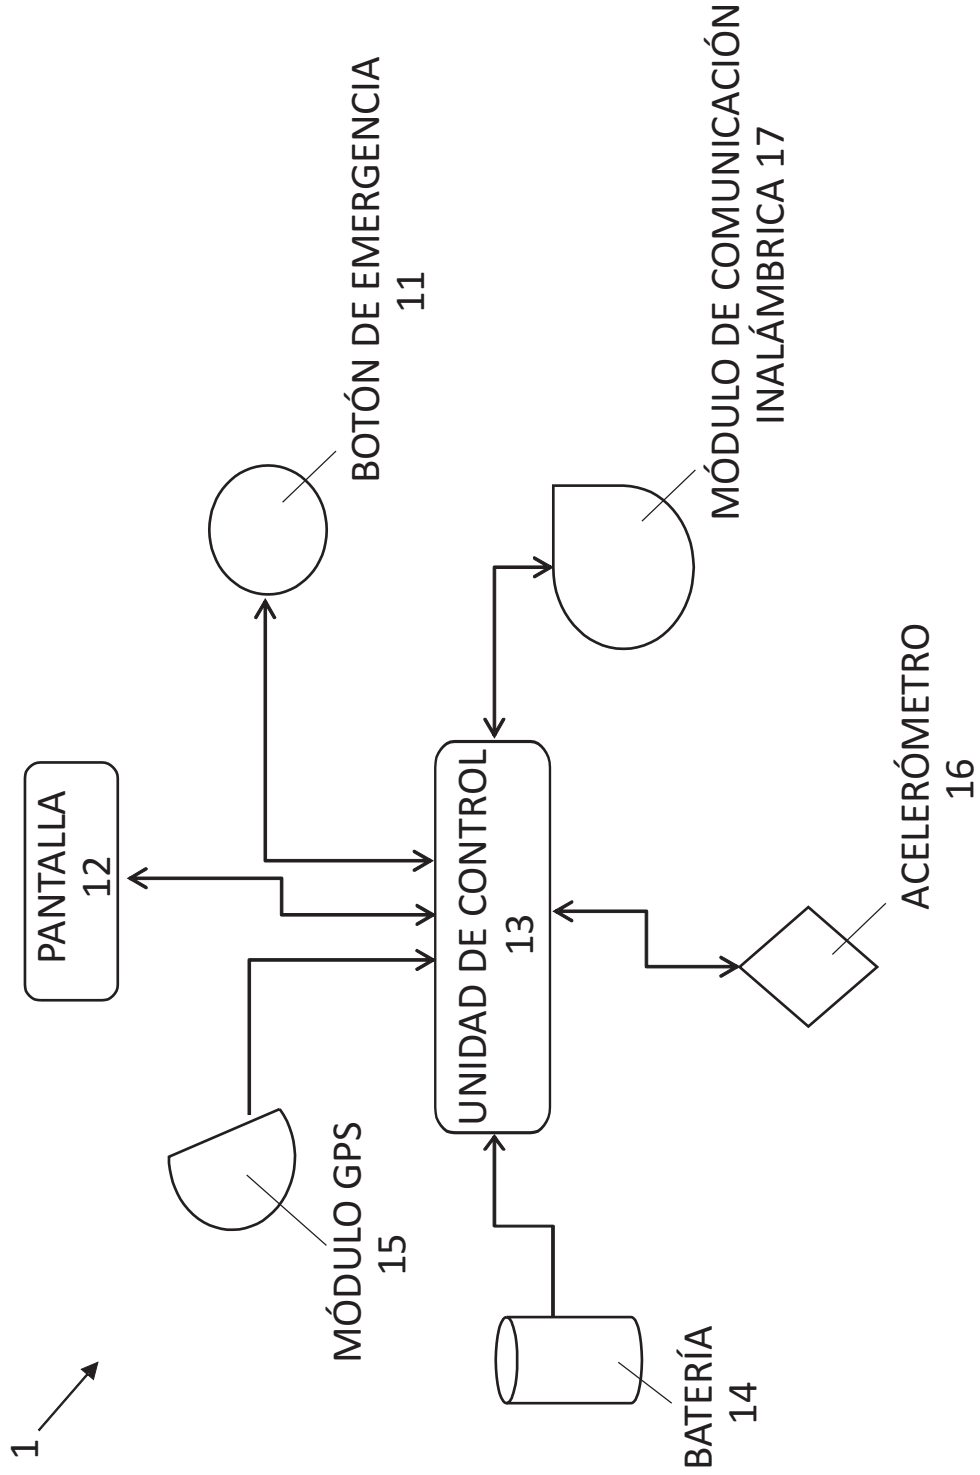 1
MÓDULO GPS
15
PANTALLA
12
BOTÓN DE EMERGENCIA
11
UNIDAD DE CONTROL
13
BATERÍA
14
ACELERÓMETRO
16
MÓDULO DE COMUNICACIÓN
INALÁMBRICA 17